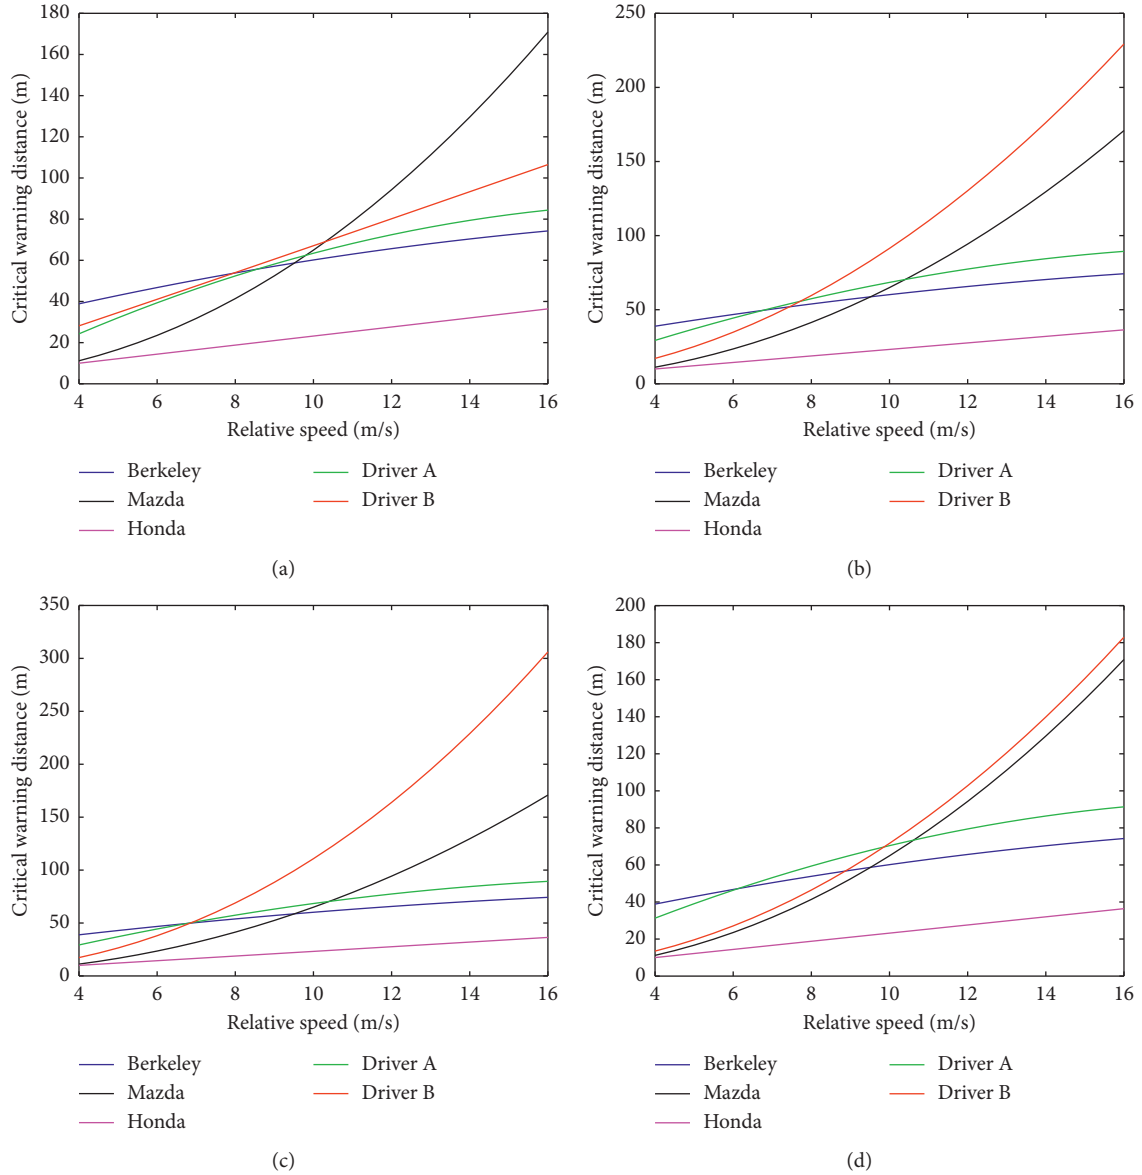 180
160
140
120
100
80
60
40
20
0
Critical warning distance (m)
4 6 8 10 12 14 16
Relative speed (m/s)
Berkeley
Mazda
Honda
Driver A
Driver B
(a)
250
200
150
100
50
0
Critical warning distance (m)
4 6 8 10 12 14 16
Relative speed (m/s)
Berkeley
Mazda
Honda
Driver A
Driver B
(b)
350
300
250
200
150
100
50
0
Critical warning distance (m)
4 6 8 10 12 14 16
Relative speed (m/s)
Berkeley
Mazda
Honda
Driver A
Driver B
(c)
200
180
160
140
120
100
80
60
40
20
0
Critical warning distance (m)
4 6 8 10 12 14 16
Relative speed (m/s)
Berkeley
Mazda
Honda
Driver A
Driver B
(d)